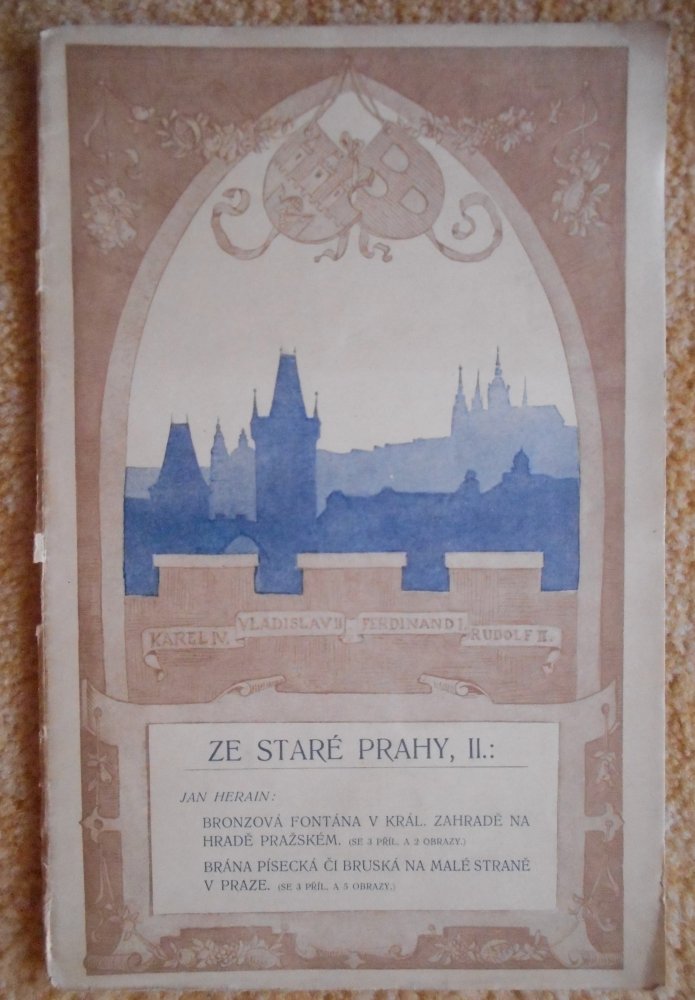 KAREL IV.
VLADISLAV II
FERDINAND I.
RUDOLF II.
ZE STARÉ PRAHY, II.:
JAN HERAIN:
BRONZOVÁ FONTÁNA V KRÁL. ZAHRADĚ NA
HRADĚ PRAŽSKÉM. (SE 3 PŘÍL. A 2 OBRAZY.)
BRÁNA PÍSECKÁ ČI BRUSKÁ NA MALÉ STRANĚ
V PRAZE. (SE 3 PŘÍL. A 5 OBRAZY.)